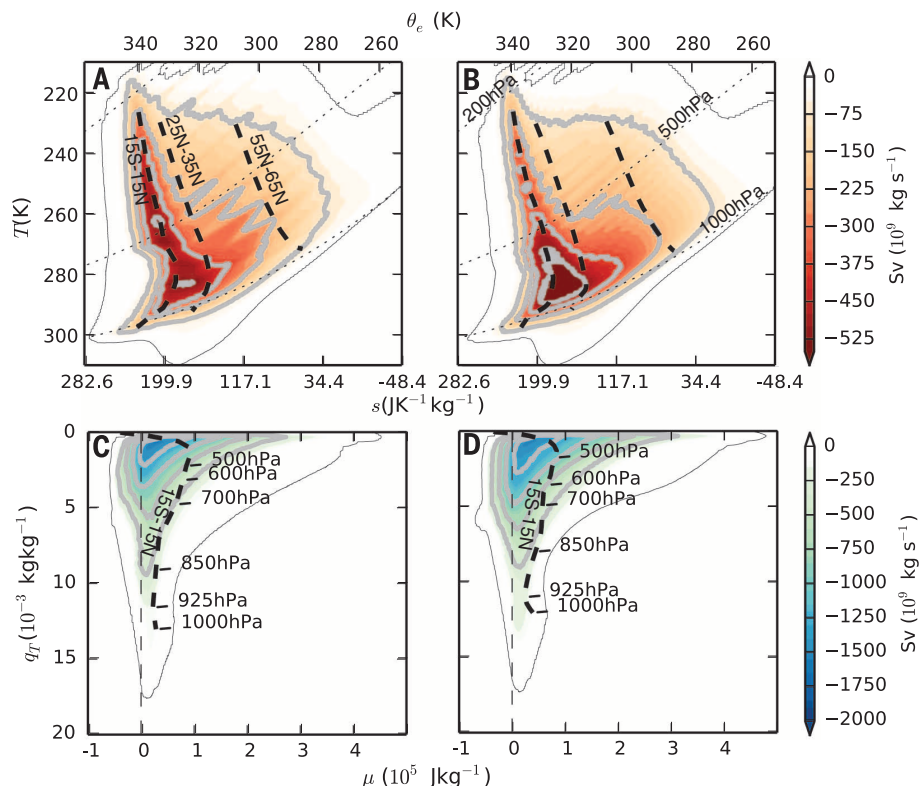 θe (K)
340 320 300 280 260
340 320 300 280 260
A
B
220
240
260
280
300
T(K)
15S-15N
25N-35N
55N-65N
200hPa
500hPa
1000hPa
282.6 199.9 117.1 34.4 -48.4
282.6 199.9 117.1 34.4 -48.4
s(JK⁻¹kg⁻¹)
0
−75
−150
−225
−300
−375
−450
−525
Sv (10⁹ kg s⁻¹)
C
D
0
5
10
15
20
qT(10⁻³ kgkg⁻¹)
15S-15N
500hPa
600hPa
700hPa
850hPa
925hPa
1000hPa
15S-15N
500hPa
600hPa
700hPa
850hPa
925hPa
1000hPa
-1 0 1 2 3 4 5
-1 0 1 2 3 4 5
μ (10⁵ Jkg⁻¹)
0
−250
−500
−750
−1000
−1250
−1500
−1750
−2000
Sv (10⁹ kg s⁻¹)